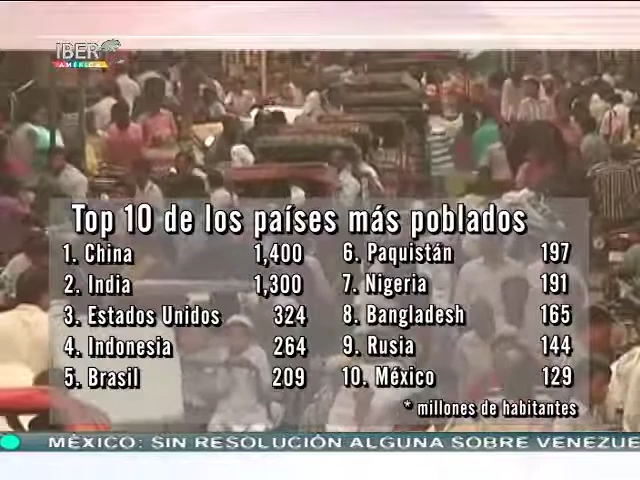 IBER
AMÉRICA
Top 10 de los países más poblados
1. China 1,400
2. India 1,300
3. Estados Unidos 324
4. Indonesia 264
5. Brasil 209
6. Paquistán 197
7. Nigeria 191
8. Bangladesh 165
9. Rusia 144
10. México 129
* millones de habitantes
MÉXICO: SIN RESOLUCIÓN ALGUNA SOBRE VENEZUE